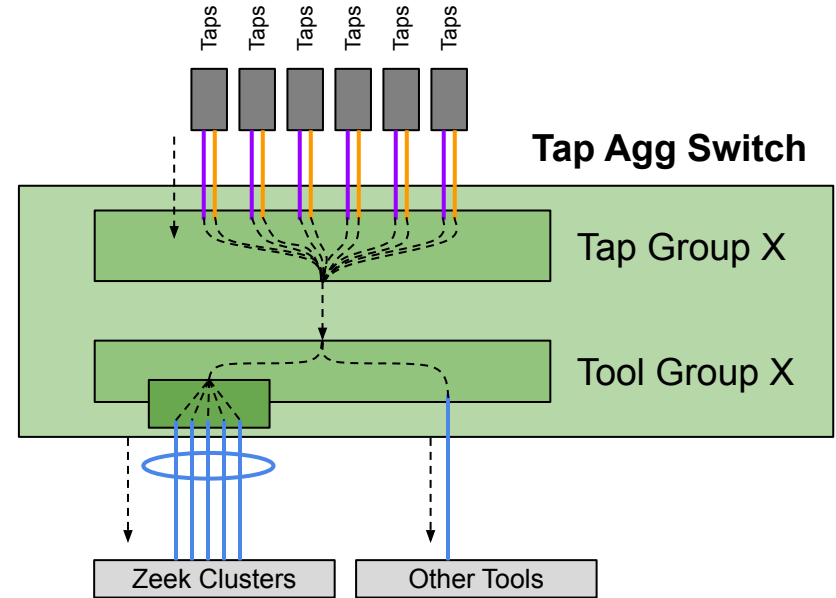 Taps
Taps
Taps
Taps
Taps
Taps
Tap Agg Switch
Tap Group X
Tool Group X
Zeek Clusters
Other Tools